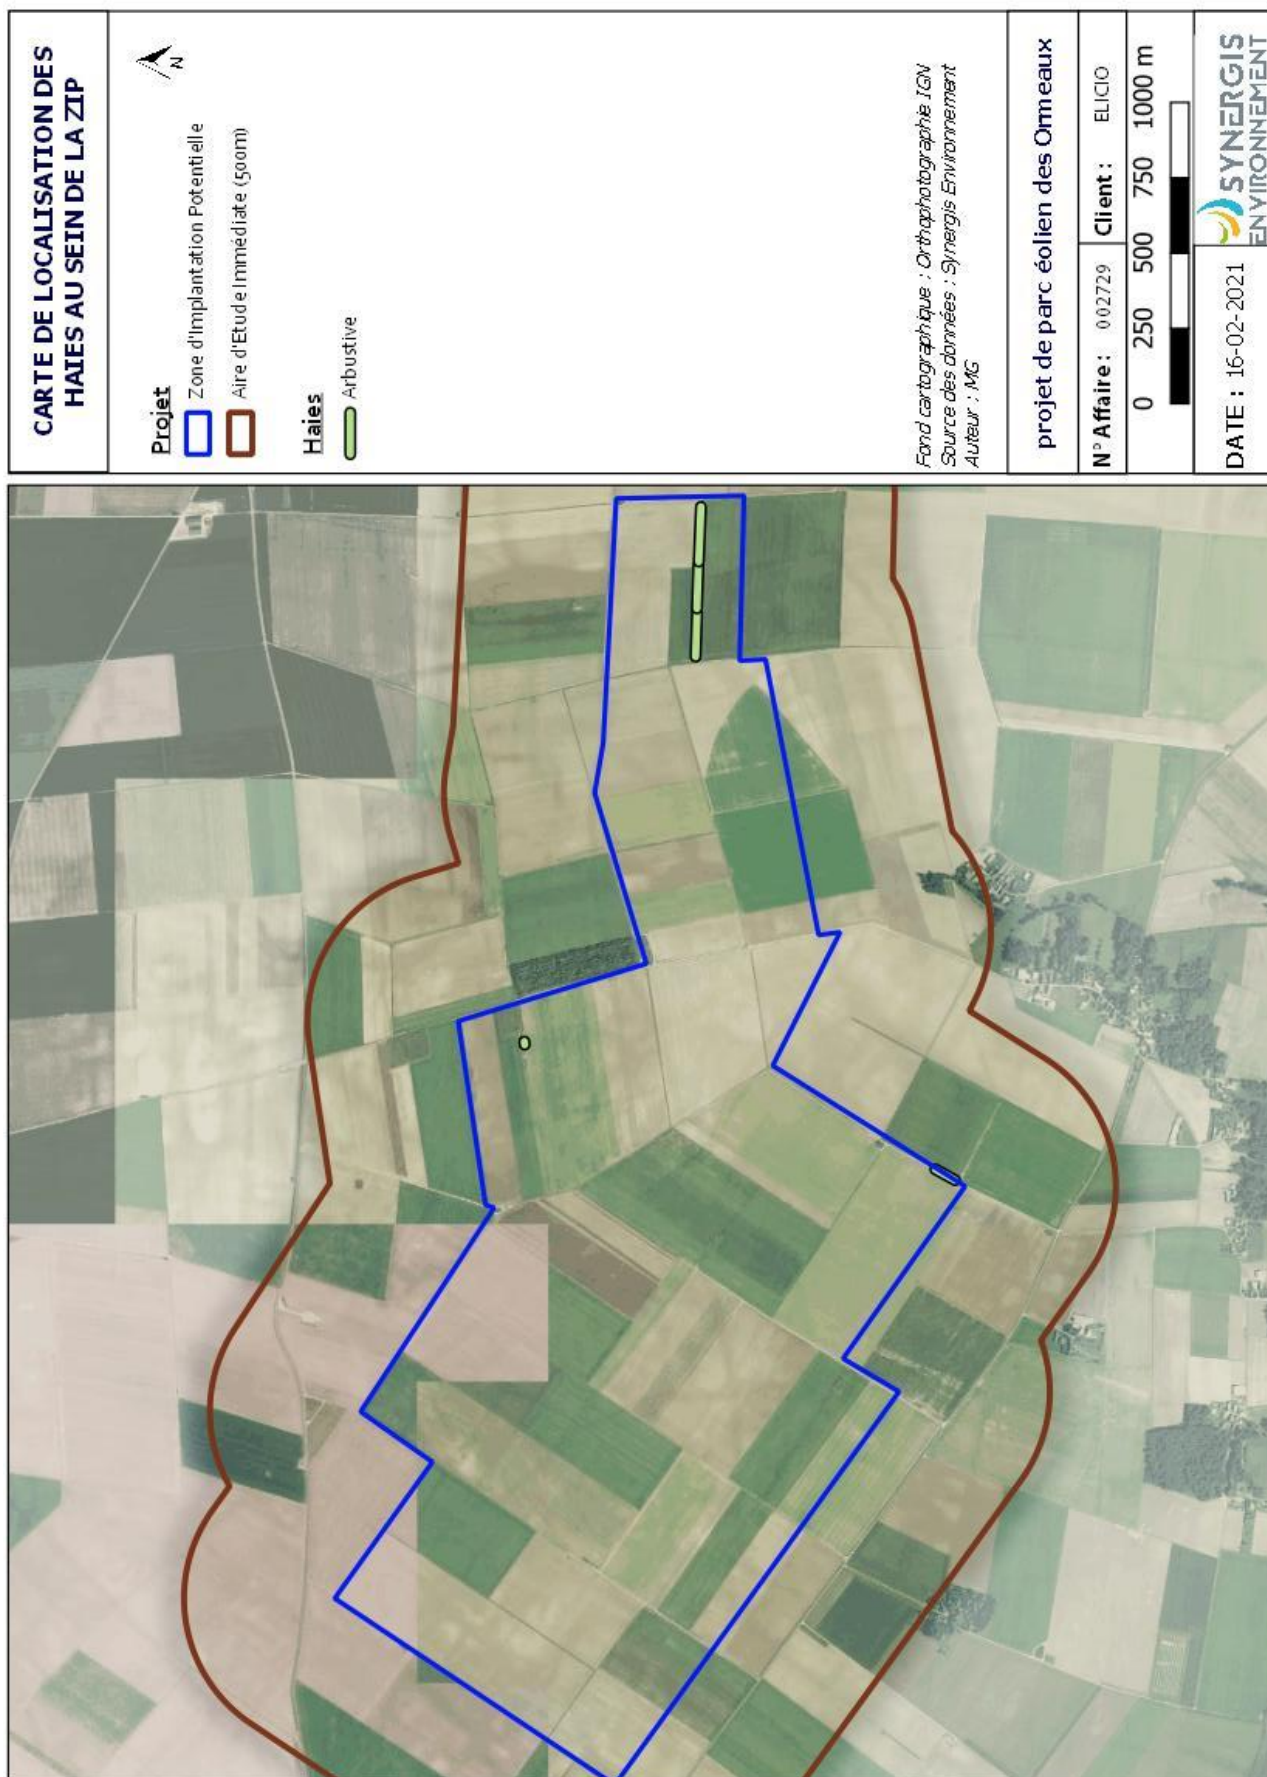 CARTE DE LOCALISATION DES
HAIES AU SEIN DE LA ZIP
N
Projet
Zone d'Implantation Potentielle
Aire d'Etude Immédiate (500m)
Haies
Arbustive
Fond cartographique : Orthophotographie IGN
Source des données : Synergis Environnement
Auteur : MG
projet de parc éolien des Ormeaux
N° Affaire : 002729 Client : ELICIO
0 250 500 750 1000 m
DATE : 16-02-2021
SYNERGIS
ENVIRONNEMENT